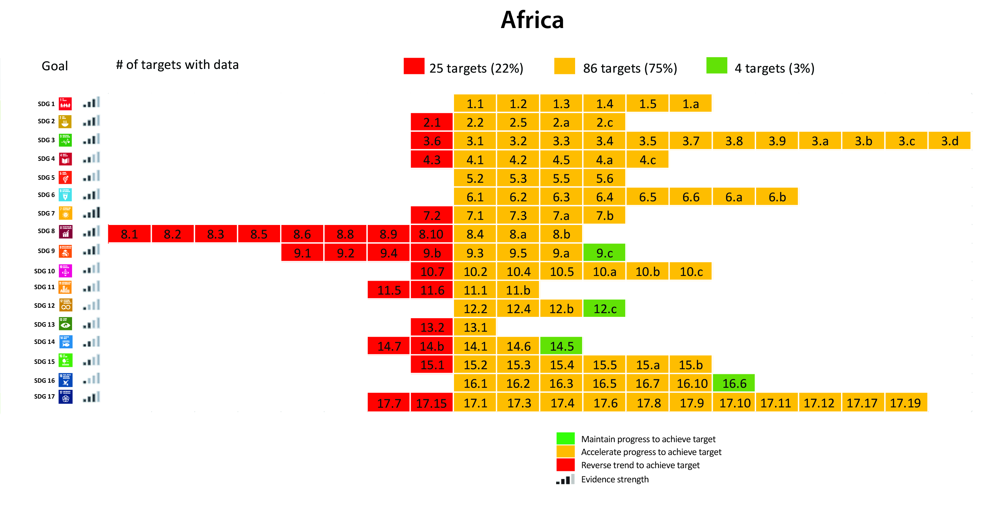 Africa
Goal # of targets with data 25 targets (22%) 86 targets (75%) 4 targets (3%)
SDG 1 1.1 1.2 1.3 1.4 1.5 1.a
SDG 2 2.1 2.2 2.5 2.a 2.c
SDG 3 3.6 3.1 3.2 3.3 3.4 3.5 3.7 3.8 3.9 3.a 3.b 3.c 3.d
SDG 4 4.3 4.1 4.2 4.5 4.a 4.c
SDG 5 5.2 5.3 5.5 5.6
SDG 6 6.1 6.2 6.3 6.4 6.5 6.6 6.a 6.b
SDG 7 7.2 7.1 7.3 7.a 7.b
SDG 8 8.1 8.2 8.3 8.5 8.6 8.8 8.9 8.10 8.4 8.a 8.b
SDG 9 9.1 9.2 9.4 9.b 9.3 9.5 9.a 9.c
SDG 10 10.7 10.2 10.4 10.5 10.a 10.b 10.c
SDG 11 11.5 11.6 11.1 11.b
SDG 12 12.2 12.4 12.b 12.c
SDG 13 13.2 13.1
SDG 14 14.7 14.b 14.1 14.6 14.5
SDG 15 15.1 15.2 15.3 15.4 15.5 15.a 15.b
SDG 16 16.1 16.2 16.3 16.5 16.7 16.10 16.6
SDG 17 17.7 17.15 17.1 17.3 17.4 17.6 17.8 17.9 17.10 17.11 17.12 17.17 17.19
Maintain progress to achieve target
Accelerate progress to achieve target
Reverse trend to achieve target
Evidence strength